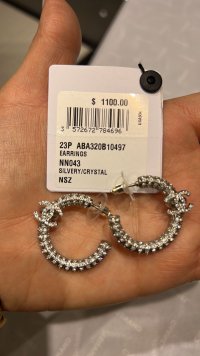 $ 1100.00
3 572672 784696
23P ABA320B10497
EARRINGS
NN043
SILVERY/CRYSTAL
NSZ